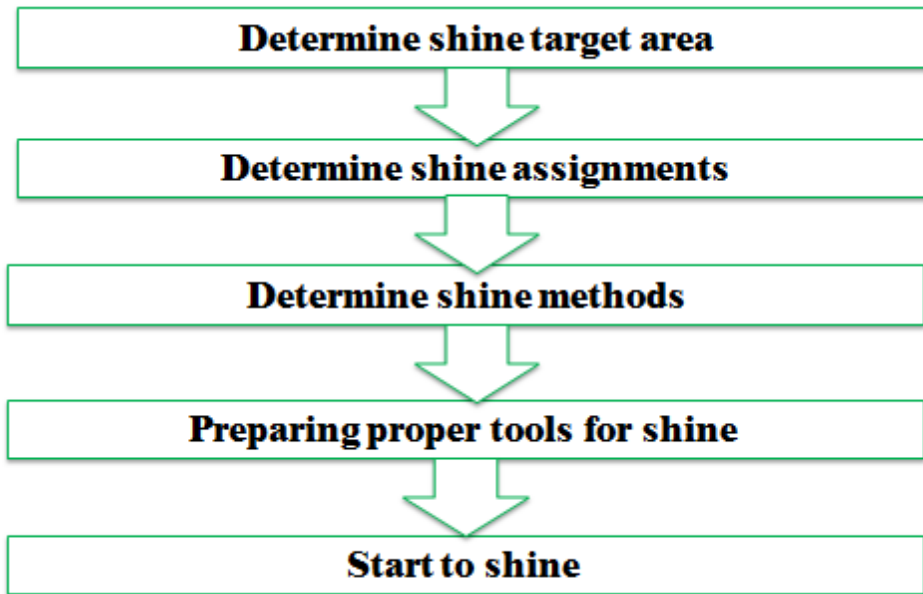 Determine shine target area
Determine shine assignments
Determine shine methods
Preparing proper tools for shine
Start to shine